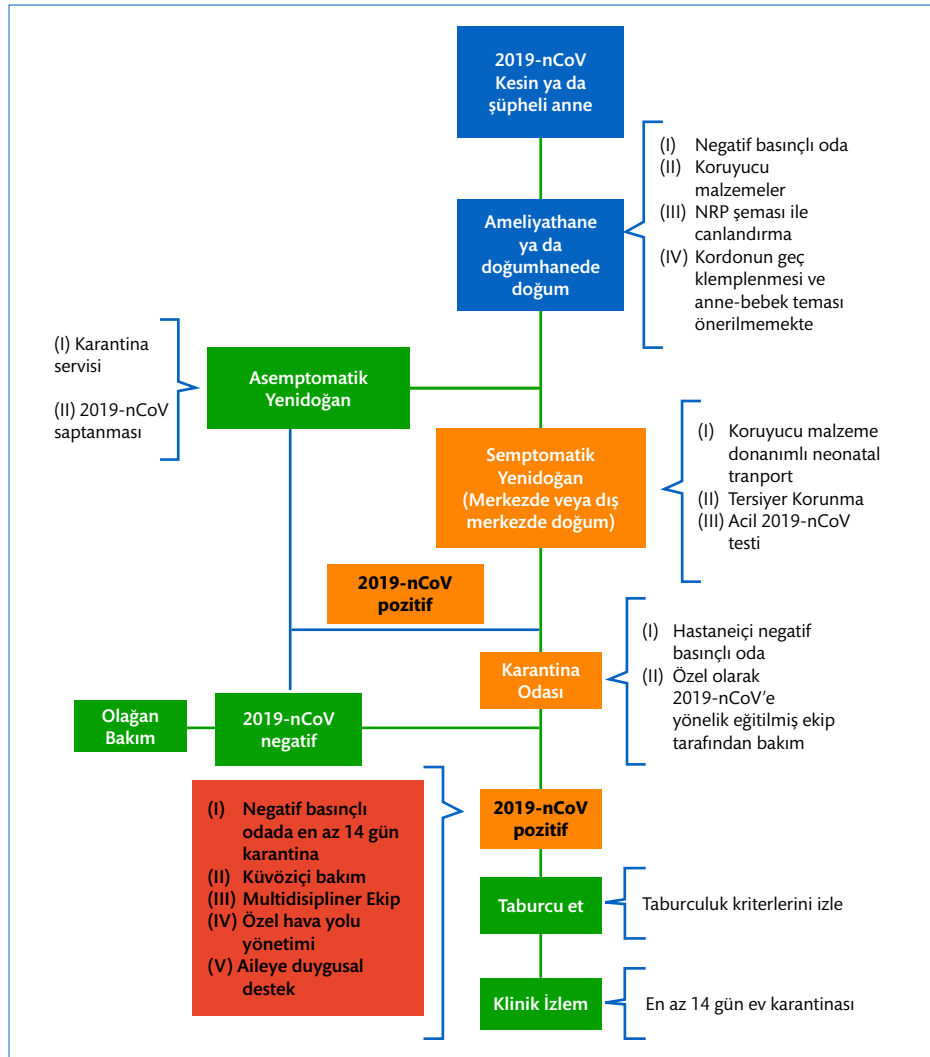 2019-nCoV
Kesin ya da
şüpheli anne
(I) Negatif basınçlı oda
(II) Koruyucu
malzemeler
(III) NRP şeması ile
canlandırma
(IV) Kordonun geç
klemplenmesi ve
anne-bebek teması
önerilmemekte
Ameliyathane
ya da
doğumhanede
doğum
(I) Karantina
servisi
(II) 2019-nCoV
saptanması
Asemptomatik
Yenidoğan
Semptomatik
Yenidoğan
(Merkezde veya dış
merkezde doğum)
(I) Koruyucu malzeme
donanımlı neonatal
tranport
(II) Tersiyer Korunma
(III) Acil 2019-nCoV
testi
2019-nCoV
pozitif
Karantina
Odası
(I) Hastaneiçi negatif
basınçlı oda
(II) Özel olarak
2019-nCoV'e
yönelik eğitilmiş ekip
tarafından bakım
Olağan
Bakım
2019-nCoV
negatif
(I) Negatif basınçlı
odada en az 14 gün
karantina
(II) Küvöziçi bakım
(III) Multidisipliner Ekip
(IV) Özel hava yolu
yönetimi
(V) Aileye duygusal
destek
2019-nCoV
pozitif
Taburcu et
Taburculuk kriterlerini izle
Klinik İzlem
En az 14 gün ev karantinası